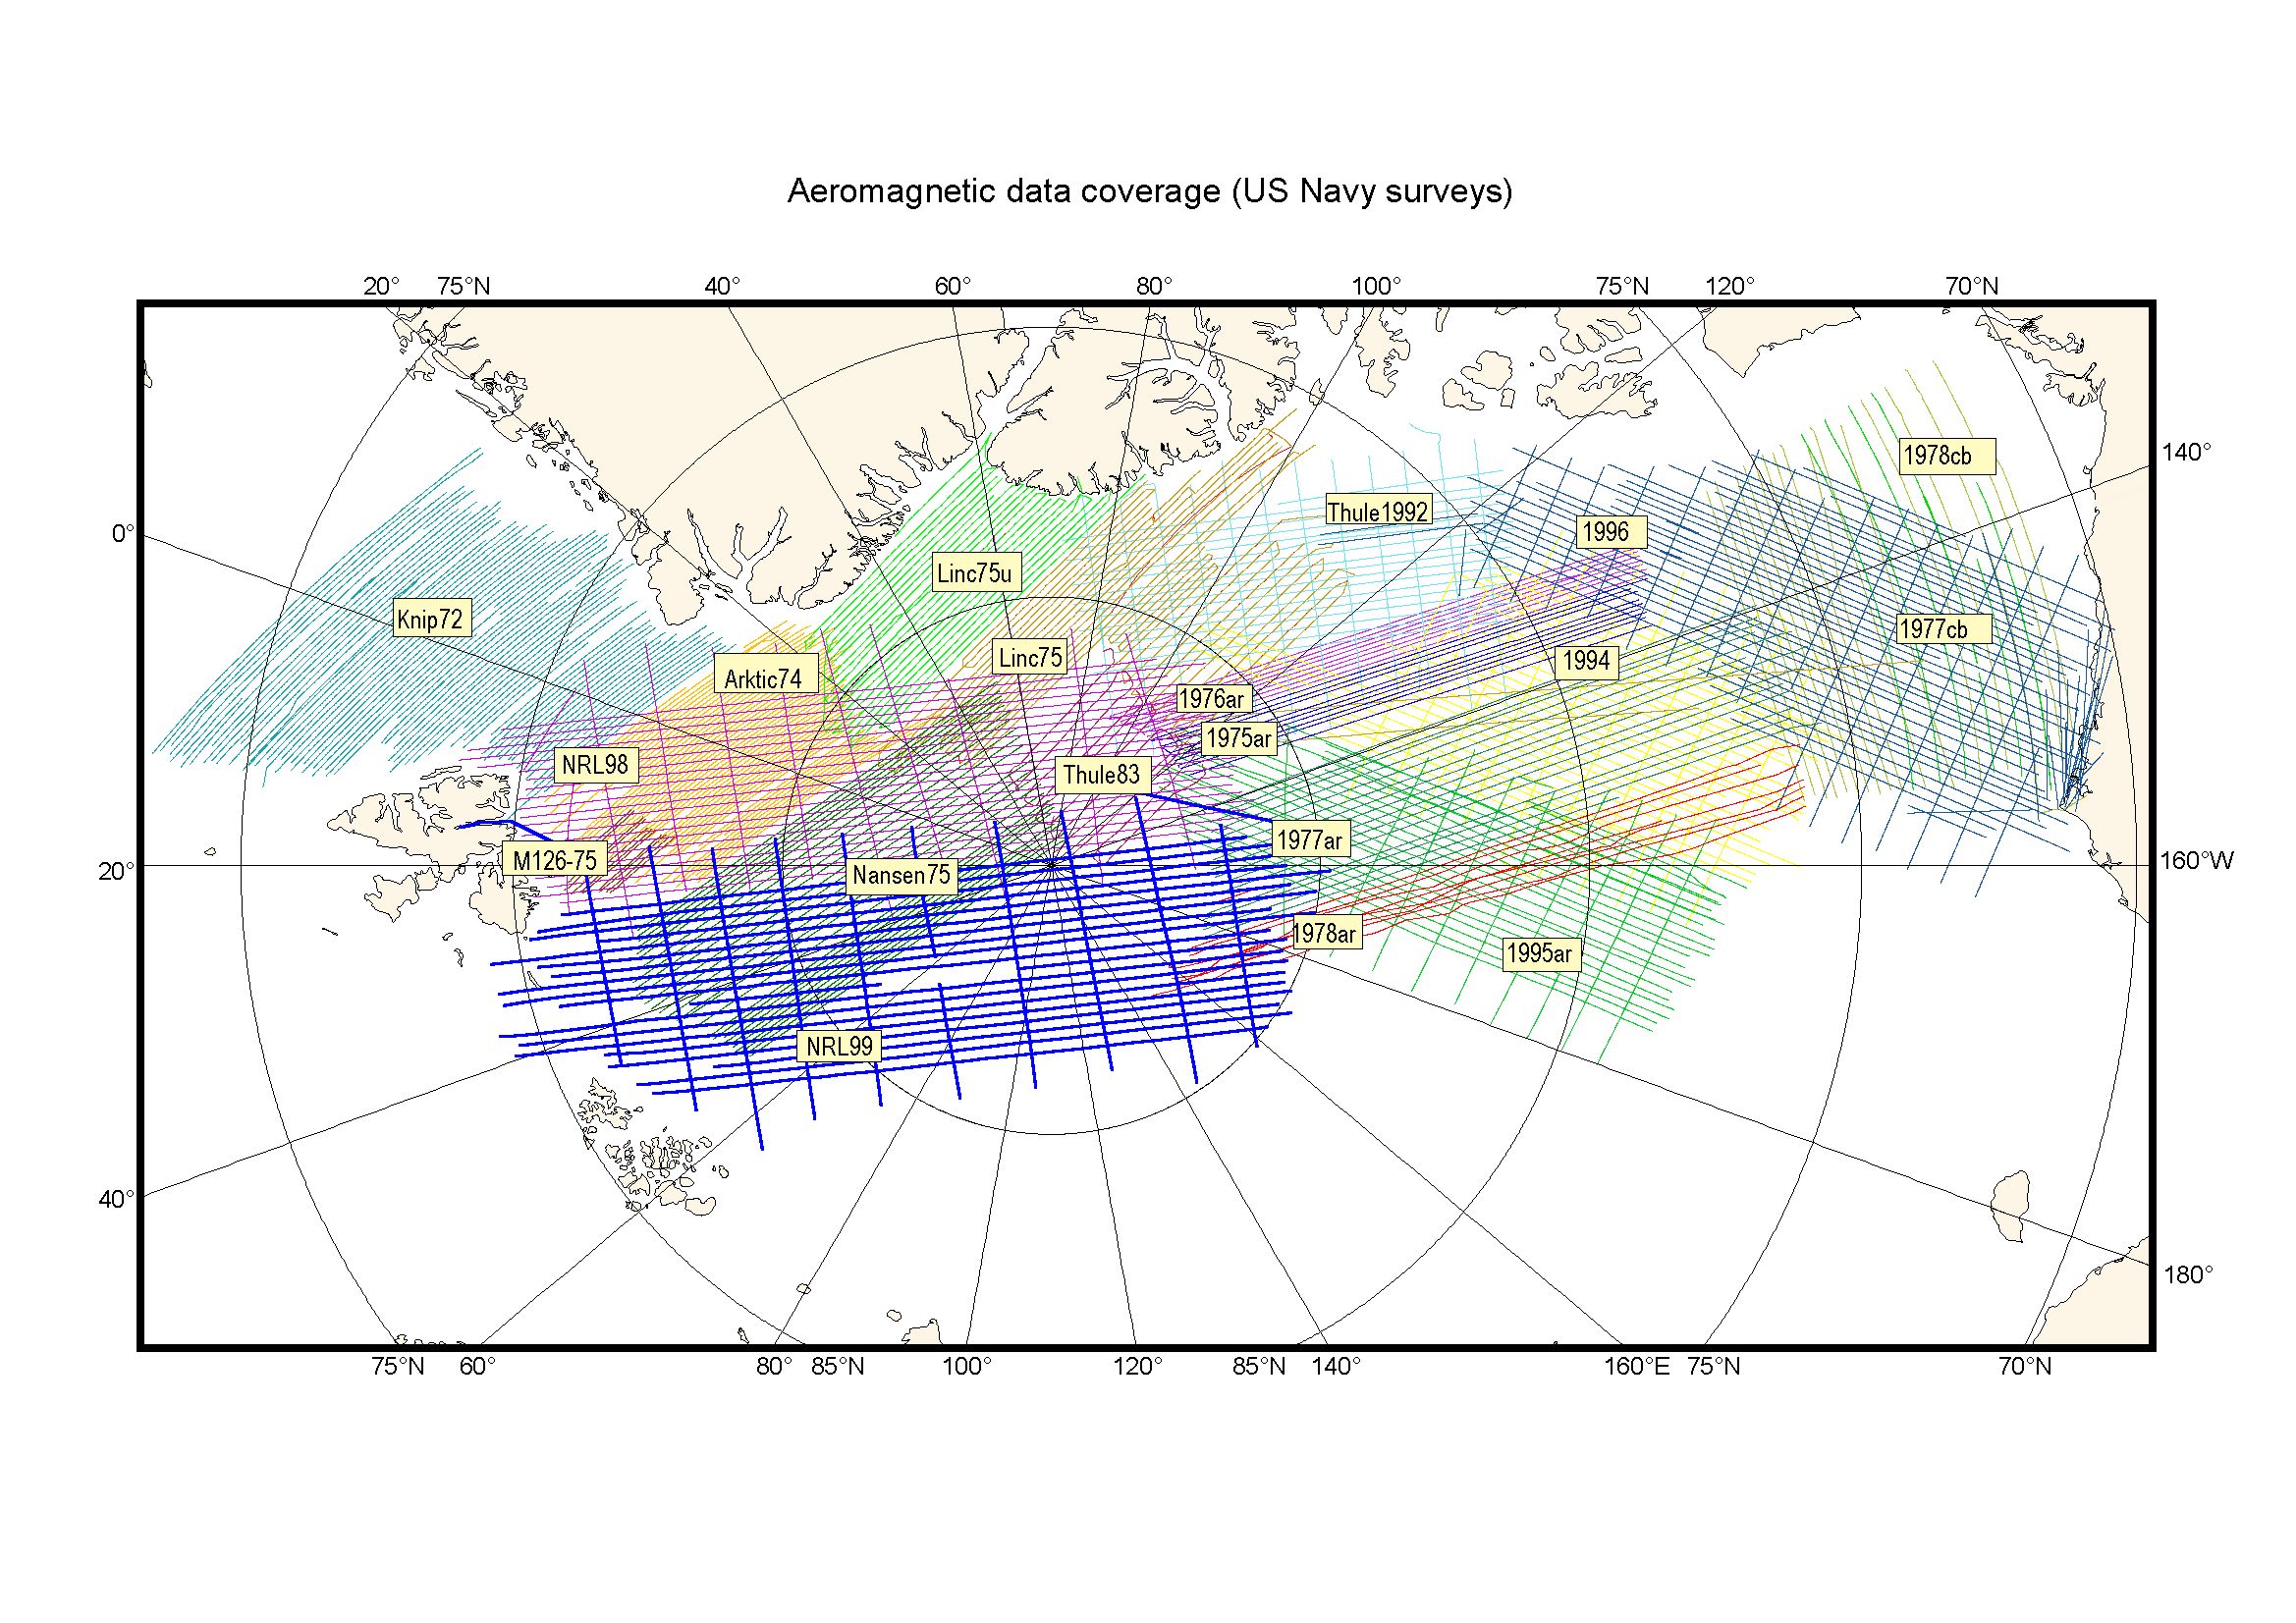 Aeromagnetic data coverage (US Navy surveys)
20° 75°N 40° 60° 80° 100° 75°N 120° 70°N
140°
1978cb
Thule1992
1996
0°
Linc75u
Knip72
1977cb
Linc75
1994
Arktic74
1976ar
1975ar
NRL98
Thule83
1977ar
M126-75
160°W
20°
Nansen75
1978ar
1995ar
NRL99
40°
180°
75°N 60° 80° 85°N 100° 120° 85°N 140° 160°E 75°N 70°N